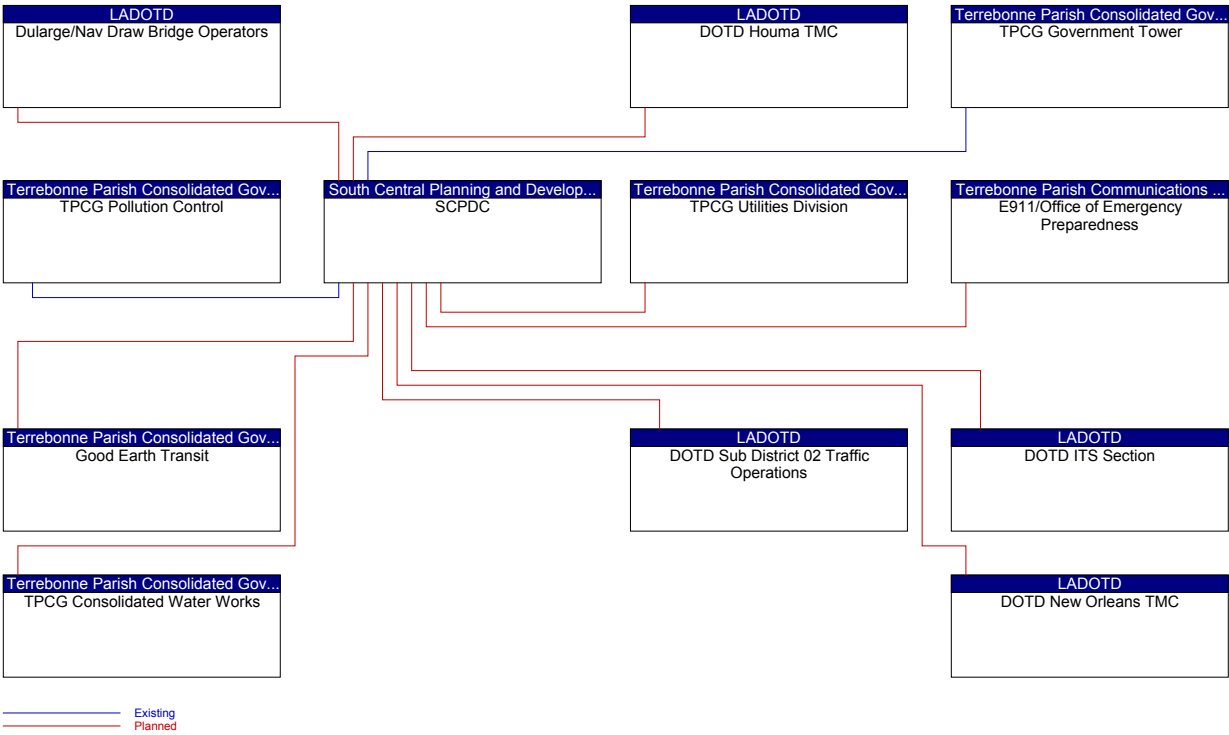 LADOTD
Dularge/Nav Draw Bridge Operators
LADOTD
DOTD Houma TMC
Terrebonne Parish Consolidated Gov...
TPCG Government Tower
Terrebonne Parish Consolidated Gov...
TPCG Pollution Control
South Central Planning and Develop...
SCPDC
Terrebonne Parish Consolidated Gov...
TPCG Utilities Division
Terrebonne Parish Communications ...
E911/Office of Emergency
Preparedness
Terrebonne Parish Consolidated Gov...
Good Earth Transit
LADOTD
DOTD Sub District 02 Traffic
Operations
LADOTD
DOTD ITS Section
Terrebonne Parish Consolidated Gov...
TPCG Consolidated Water Works
LADOTD
DOTD New Orleans TMC
Existing
Planned